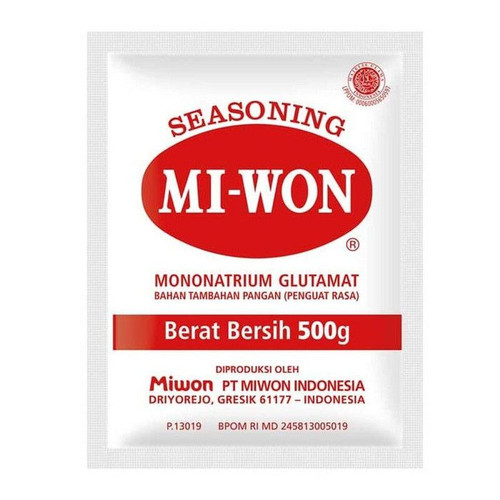 SEASONING
MI-WON
®
MONONATRIUM GLUTAMAT
BAHAN TAMBAHAN PANGAN (PENGUAT RASA)
Berat Bersih 500g
DIPRODUKSI OLEH
Miwon PT MIWON INDONESIA
DRIYOREJO, GRESIK 61177 – INDONESIA
P.13019 BPOM RI MD 245813005019